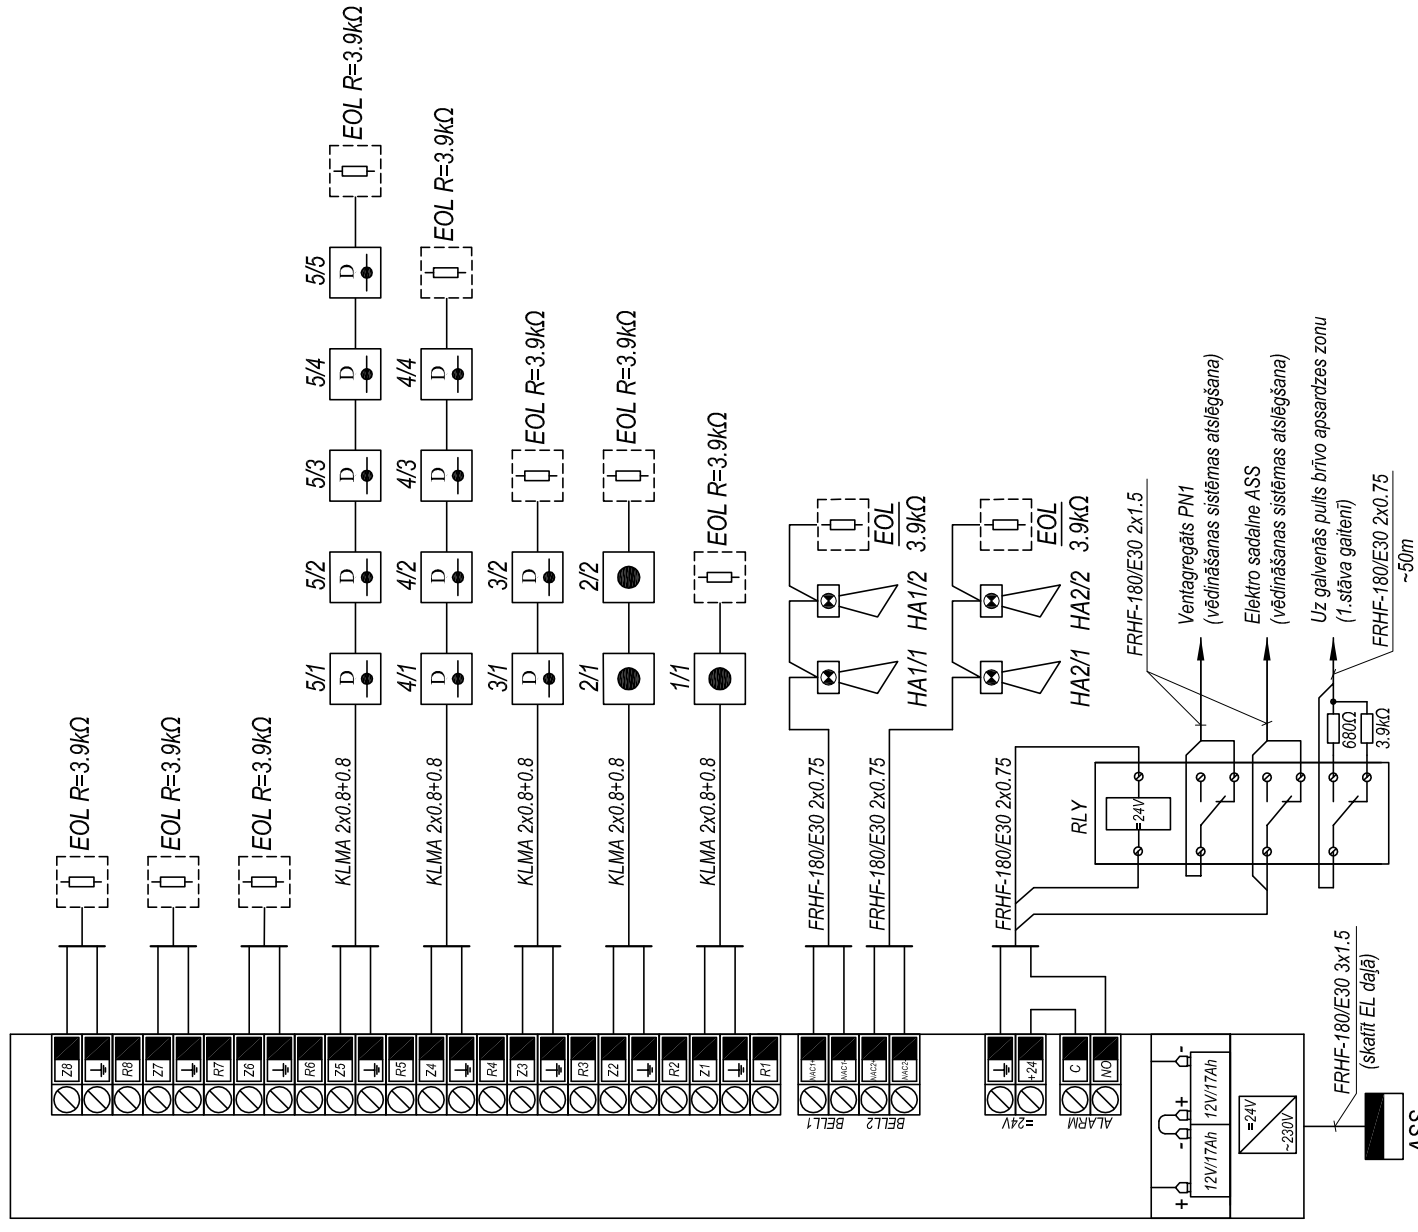 EOL R=3.9kΩ
EOL R=3.9kΩ
EOL R=3.9kΩ
EOL R=3.9kΩ
5/1
5/2
5/3
5/4
5/5
KLMA 2x0.8+0.8
EOL R=3.9kΩ
4/1
4/2
4/3
4/4
KLMA 2x0.8+0.8
EOL R=3.9kΩ
3/1
3/2
KLMA 2x0.8+0.8
EOL R=3.9kΩ
2/1
2/2
KLMA 2x0.8+0.8
EOL R=3.9kΩ
1/1
KLMA 2x0.8+0.8
D
D
D
D
D
D
D
D
D
D
D
FRHF-180/E30 2x0.75
HA1/1
HA1/2
EOL
3.9kΩ
FRHF-180/E30 2x0.75
HA2/1
HA2/2
EOL
3.9kΩ
FRHF-180/E30 2x0.75
RLY
=24V
FRHF-180/E30 2x1.5
Ventagregāts PN1
(vēdināšanas sistēmas atslēgšana)
Elektro sadalne ASS
(vēdināšanas sistēmas atslēgšana)
Uz galvenās pults brīvo apsardzes zonu
(1.stāva gaitenī)
FRHF-180/E30 2x0.75
~50m
680Ω
3.9kΩ
Z8
R8
Z7
R7
Z6
R6
Z5
R5
Z4
R4
Z3
R3
Z2
R2
Z1
R1
NAC1+
NAC1-
NAC2+
NAC2-
BELL1
BELL2
+24
=24V
C
NO
ALARM
+
-
+
-
12V/17Ah
12V/17Ah
=24V
~230V
FRHF-180/E30 3x1.5
(skatīt EL daļā)
ASS